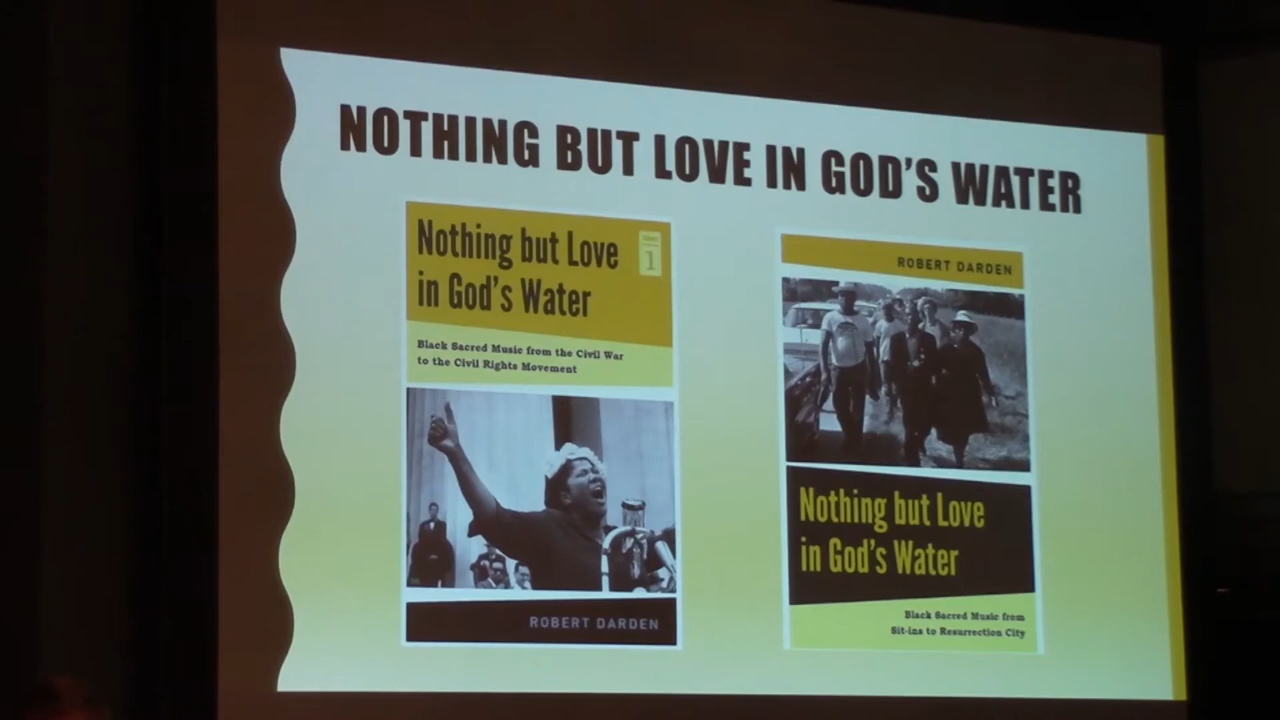 NOTHING BUT LOVE IN GOD'S WATER
Nothing but Love
in God's Water
1
Black Sacred Music from the Civil War
to the Civil Rights Movement
ROBERT DARDEN
ROBERT DARDEN
Nothing but Love
in God's Water
Black Sacred Music from
Sit-ins to Resurrection City